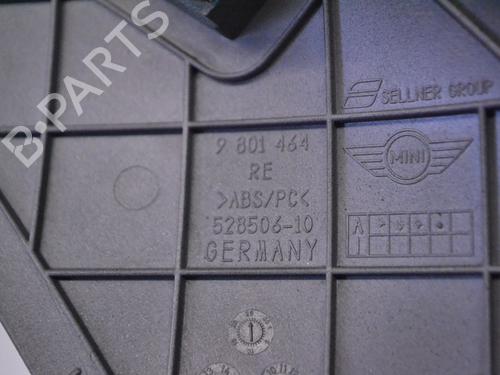 B-PARTS
SELLNER GROUP
9 801 464
RE
>ABS/PC<
528506-10
GERMANY
MINI
A